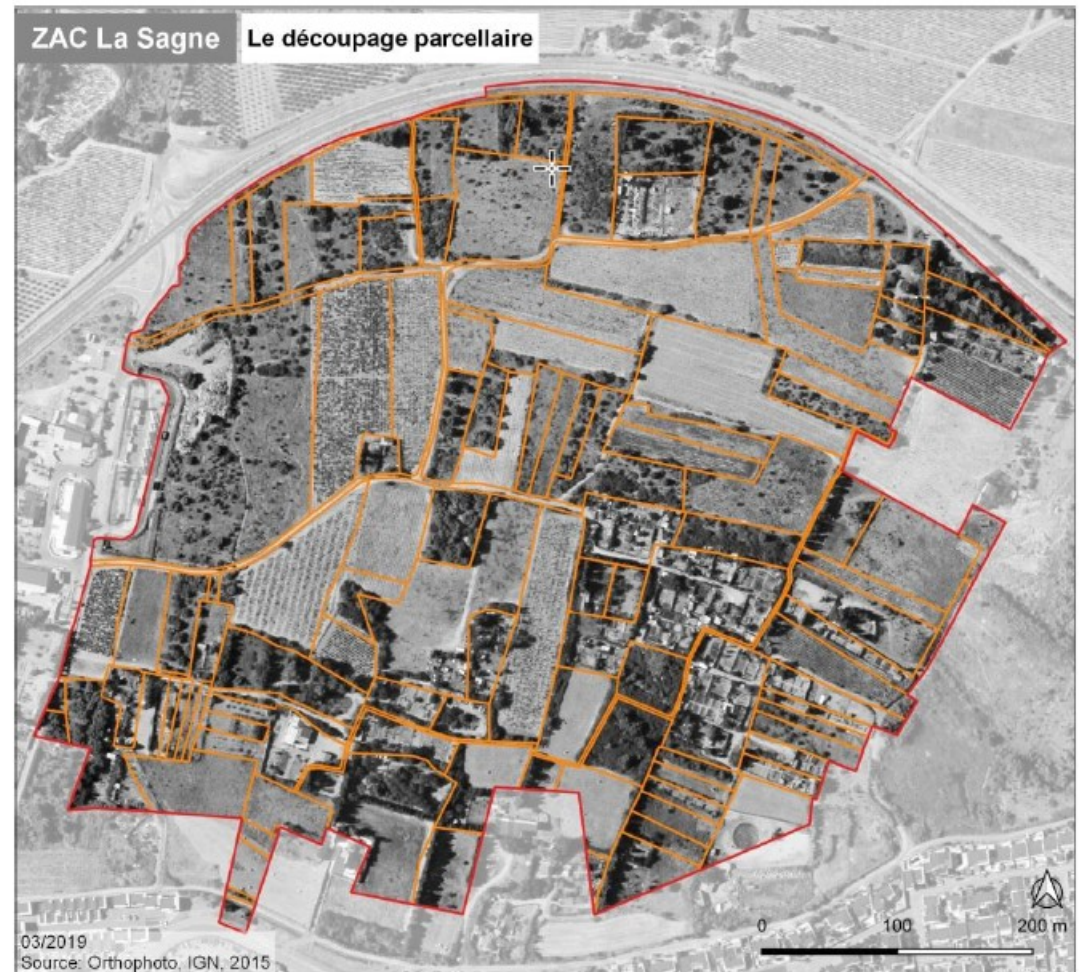 ZAC La Sagne
Le découpage parcellaire
0 100 200 m
03/2019
Source: Orthophoto, IGN, 2015